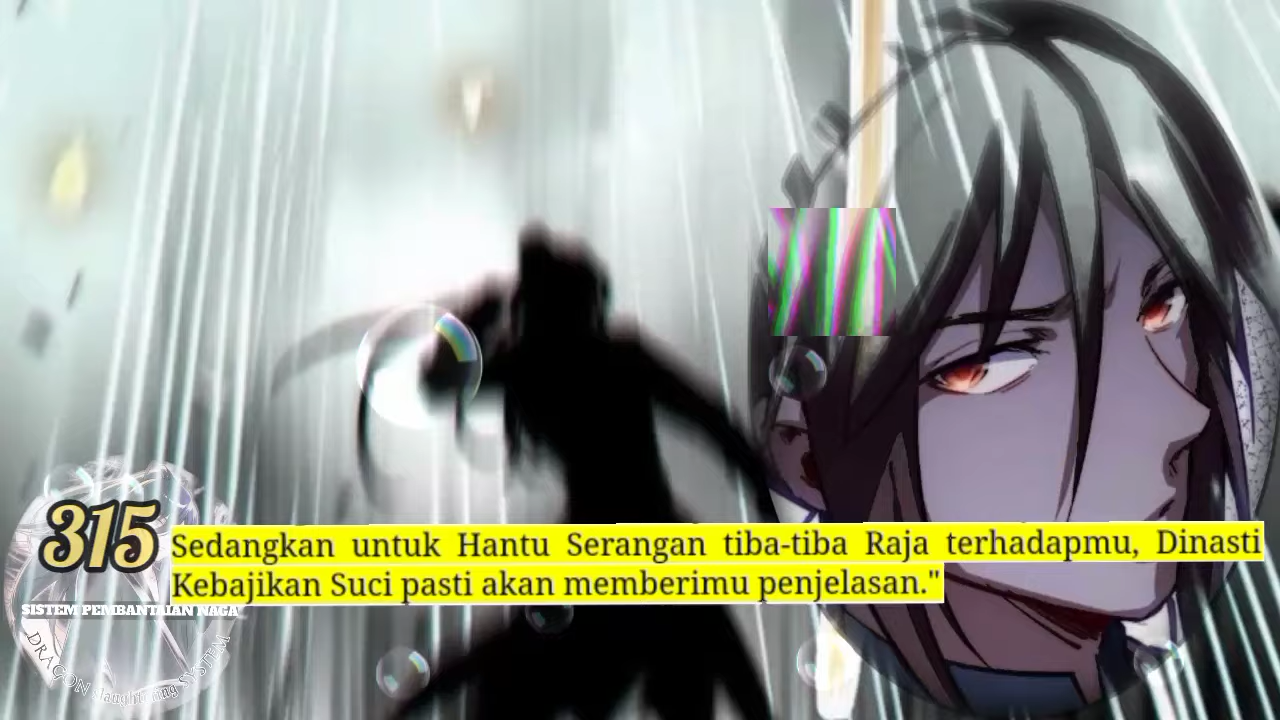 315
Sedangkan untuk Hantu Serangan tiba-tiba Raja terhadapmu, Dinasti
Kebajikan Suci pasti akan memberimu penjelasan."
SISTEM PEMBANTAIAN NAGA
DRAGON slaughtering SYSTEM